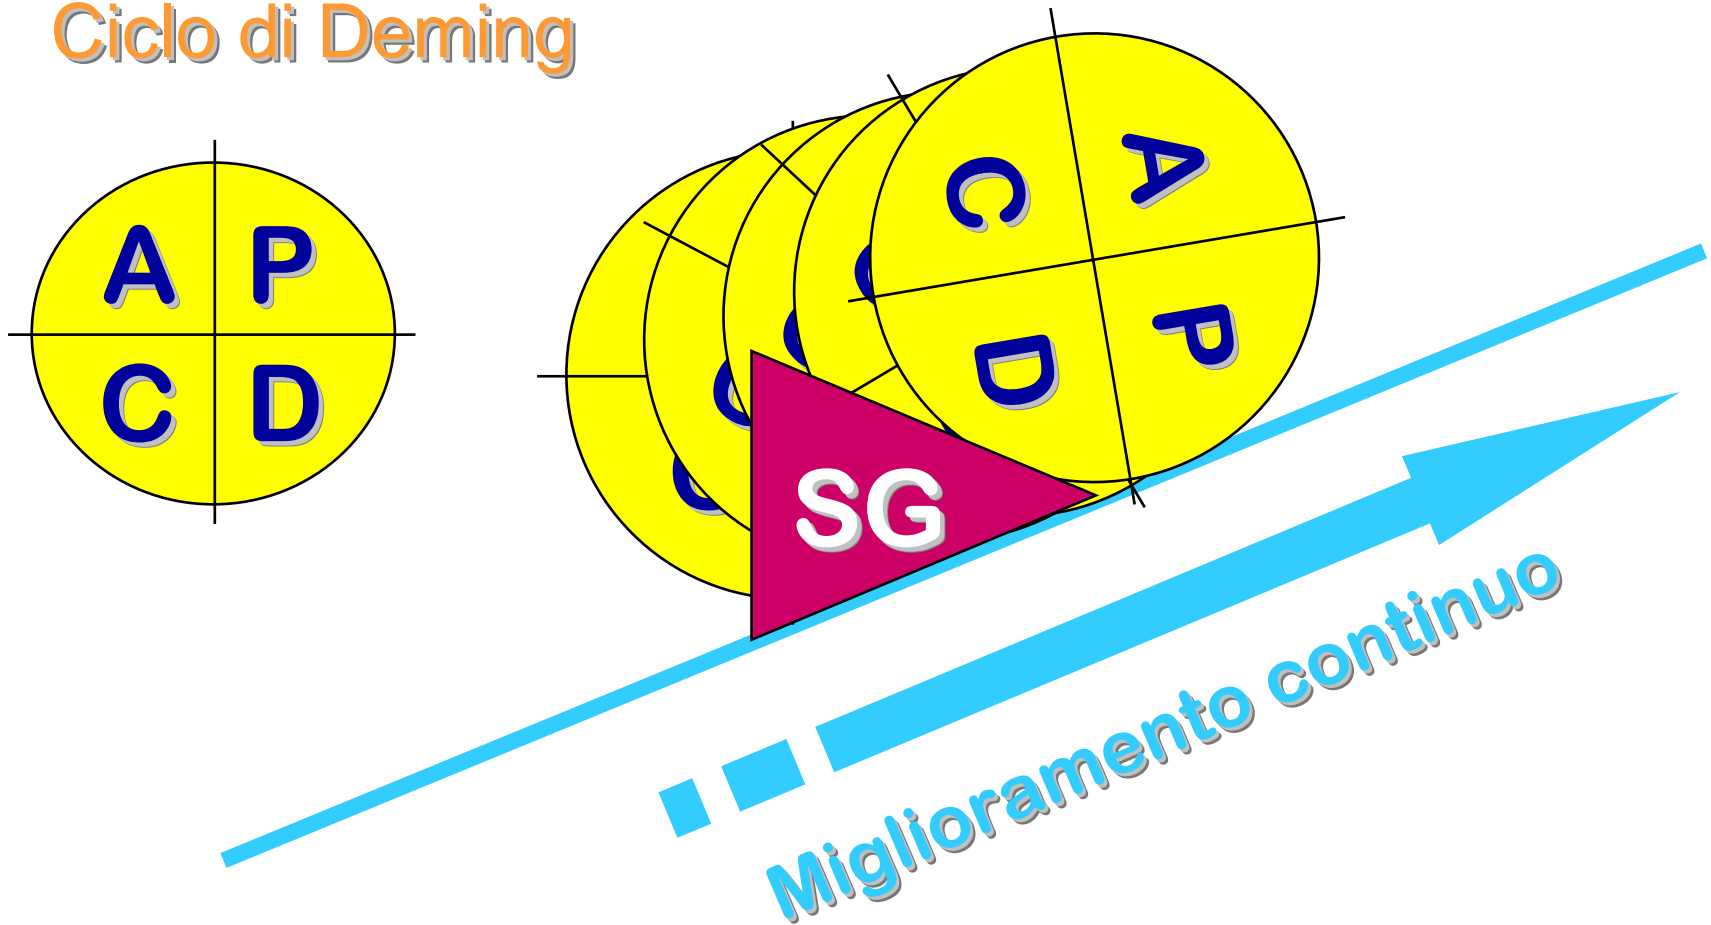 Ciclo di Deming
A P
C D
C A
D P
SG
Miglioramento continuo